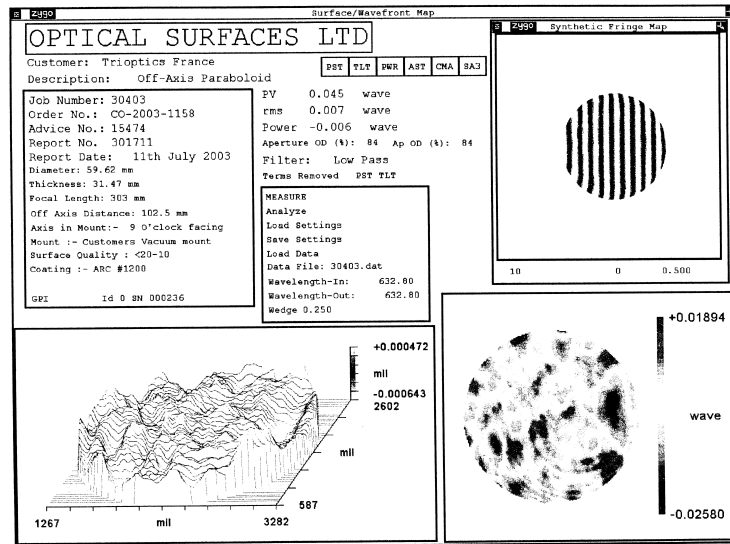 zygo Surface/Wavefront Map
OPTICAL SURFACES LTD
Customer: Trioptics France
Description: Off-Axis Paraboloid
PST TLT PWR AST CMA SA3
Job Number: 30403
Order No.: CO-2003-1158
Advice No.: 15474
Report No. 301711
Report Date: 11th July 2003
Diameter: 59.62 mm
Thickness: 31.47 mm
Focal Length: 303 mm
Off Axis Distance: 102.5 mm
Axis in Mount:- 9 O'clock facing
Mount :- Customers Vacuum mount
Surface Quality : <20-10
Coating :- ARC #1200
GPI Id 0 SN 000236
PV 0.045 wave
rms 0.007 wave
Power -0.006 wave
Aperture OD (%): 84 Ap OD (%): 84
Filter: Low Pass
Terms Removed PST TLT
MEASURE
Analyze
Load Settings
Save Settings
Load Data
Data File: 30403.dat
Wavelength-In: 632.80
Wavelength-Out: 632.80
Wedge 0.250
zygo Synthetic Fringe Map
10 0 0.500
+0.000472
mil
-0.000643
2602
mil
587
1267 mil 3282
+0.01894
wave
-0.02580